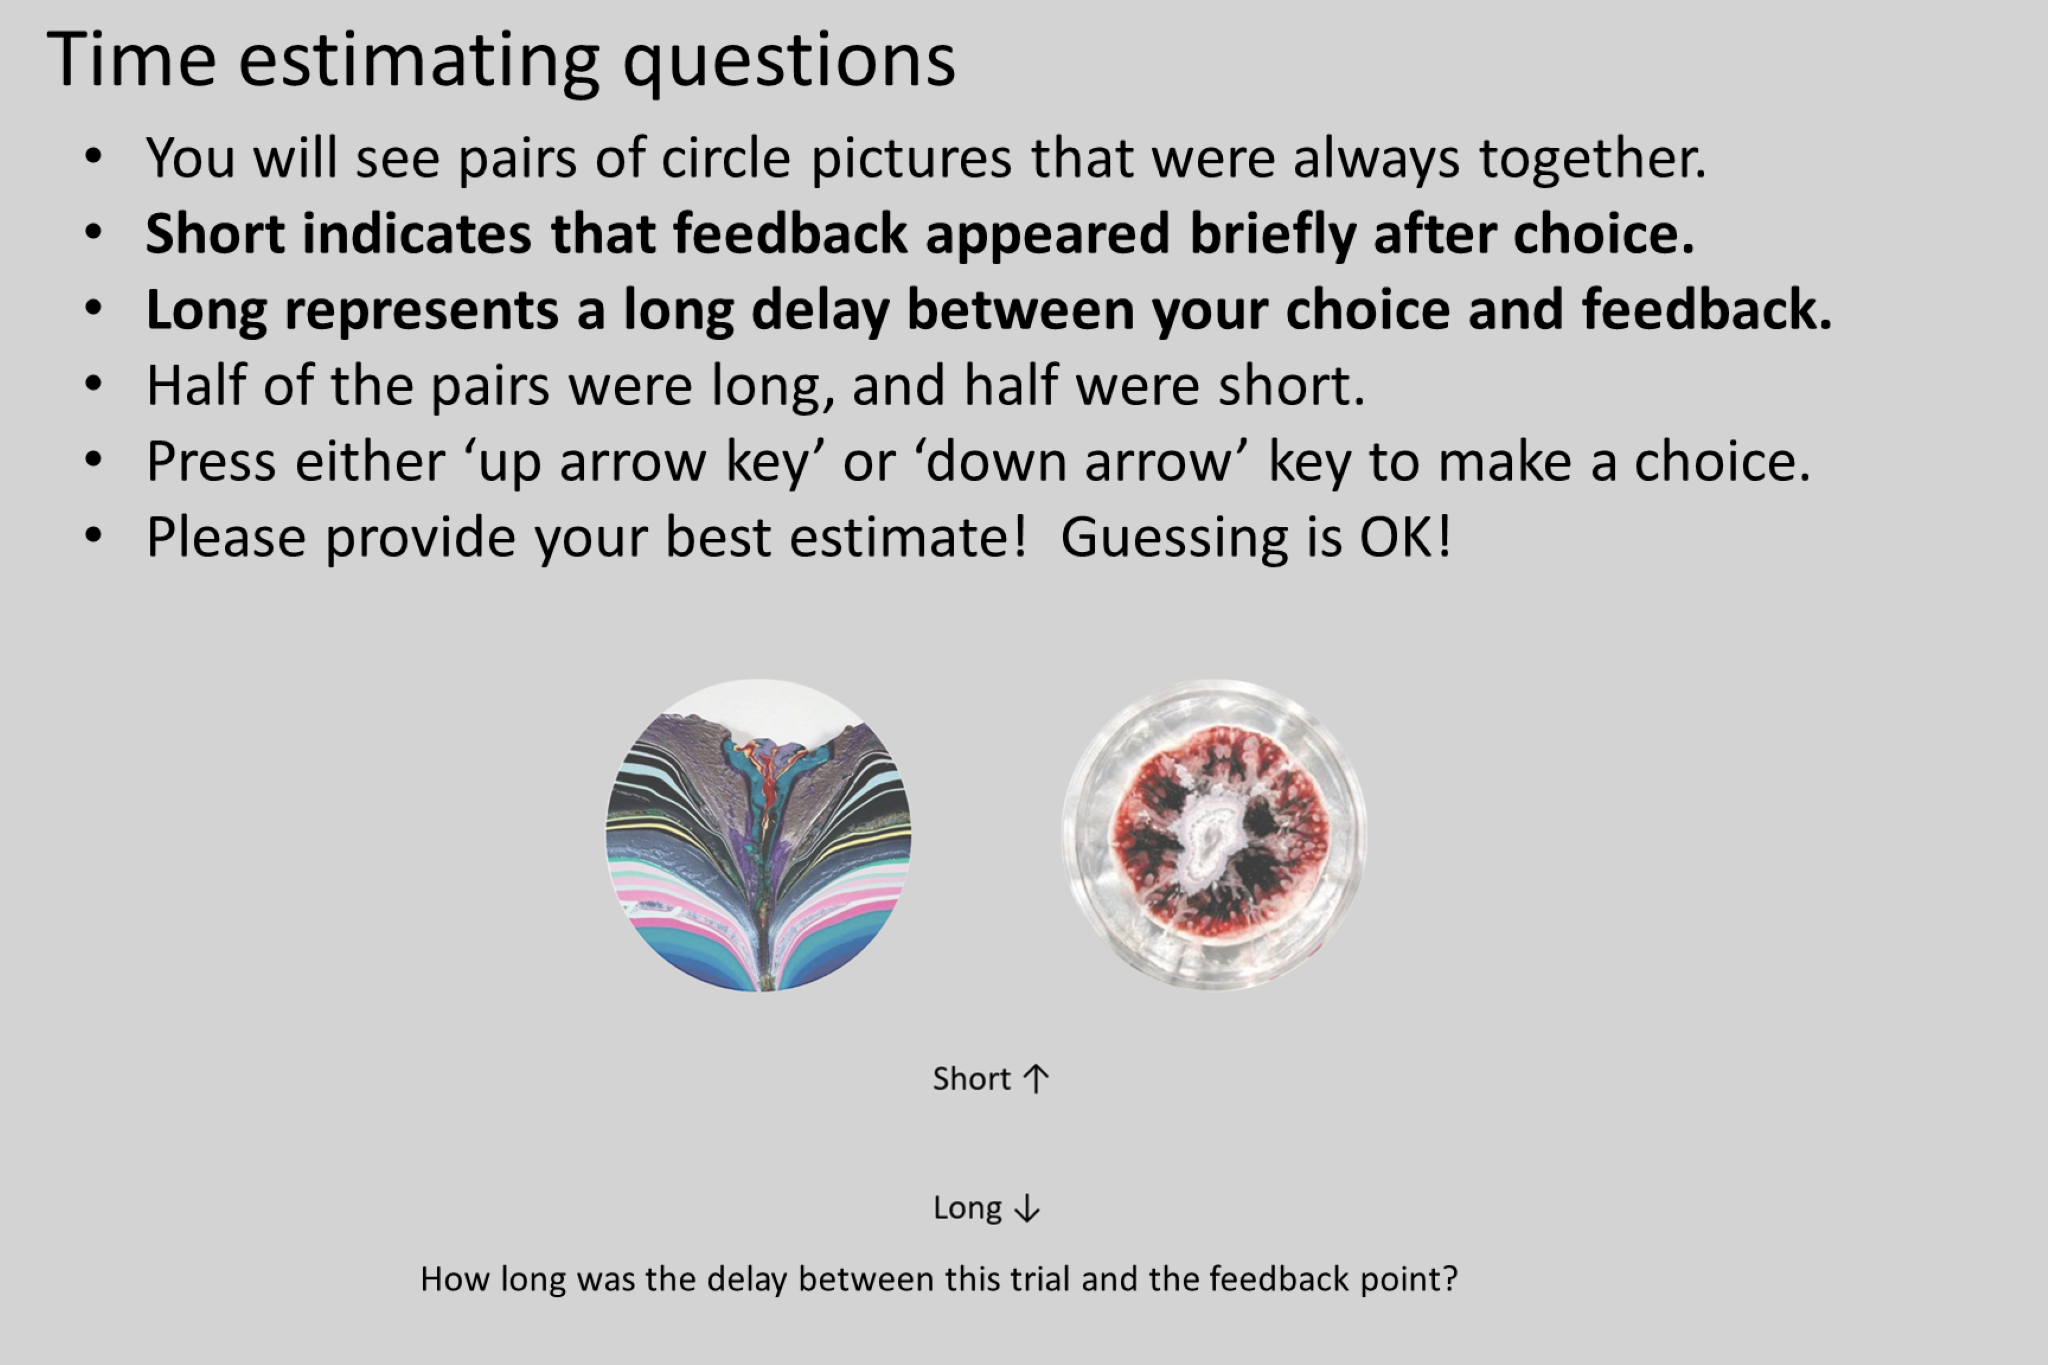 Time estimating questions
• You will see pairs of circle pictures that were always together.
• Short indicates that feedback appeared briefly after choice.
• Long represents a long delay between your choice and feedback.
• Half of the pairs were long, and half were short.
• Press either ‘up arrow key’ or ‘down arrow’ key to make a choice.
• Please provide your best estimate!  Guessing is OK!
Short ↑
Long ↓
How long was the delay between this trial and the feedback point?